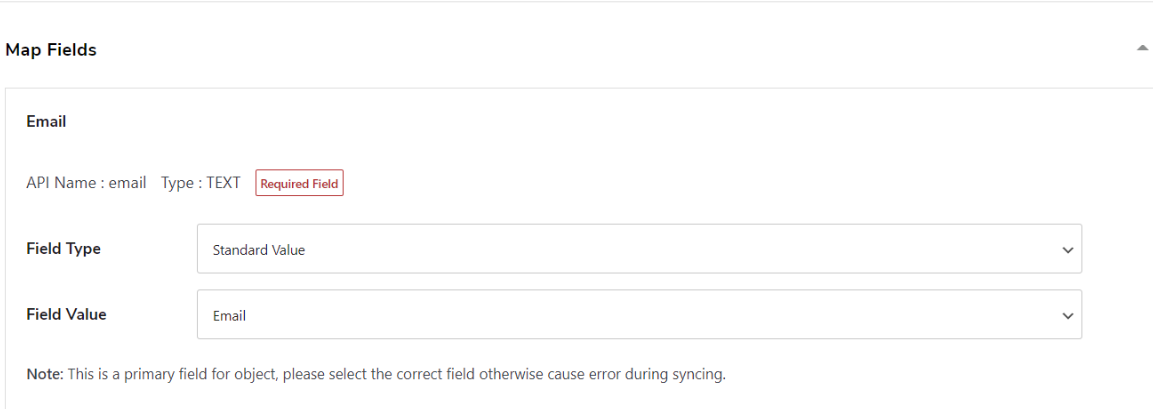 Map Fields
Email
API Name : email Type : TEXT Required Field
Field Type Standard Value
Field Value Email
Note: This is a primary field for object, please select the correct field otherwise cause error during syncing.